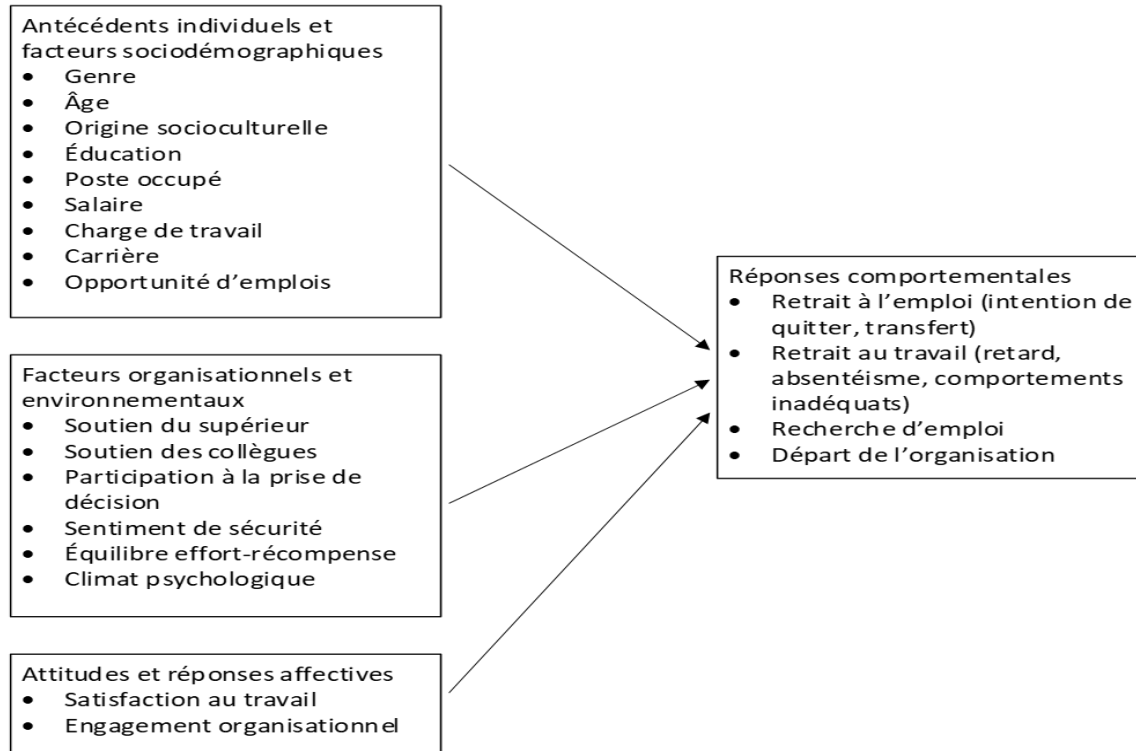 Antécédents individuels et
facteurs sociodémographiques
• Genre
• Âge
• Origine socioculturelle
• Éducation
• Poste occupé
• Salaire
• Charge de travail
• Carrière
• Opportunité d’emplois
Facteurs organisationnels et
environnementaux
• Soutien du supérieur
• Soutien des collègues
• Participation à la prise de
décision
• Sentiment de sécurité
• Équilibre effort-récompense
• Climat psychologique
Attitudes et réponses affectives
• Satisfaction au travail
• Engagement organisationnel
Réponses comportementales
• Retrait à l’emploi (intention de
quitter, transfert)
• Retrait au travail (retard,
absentéisme, comportements
inadéquats)
• Recherche d’emploi
• Départ de l’organisation